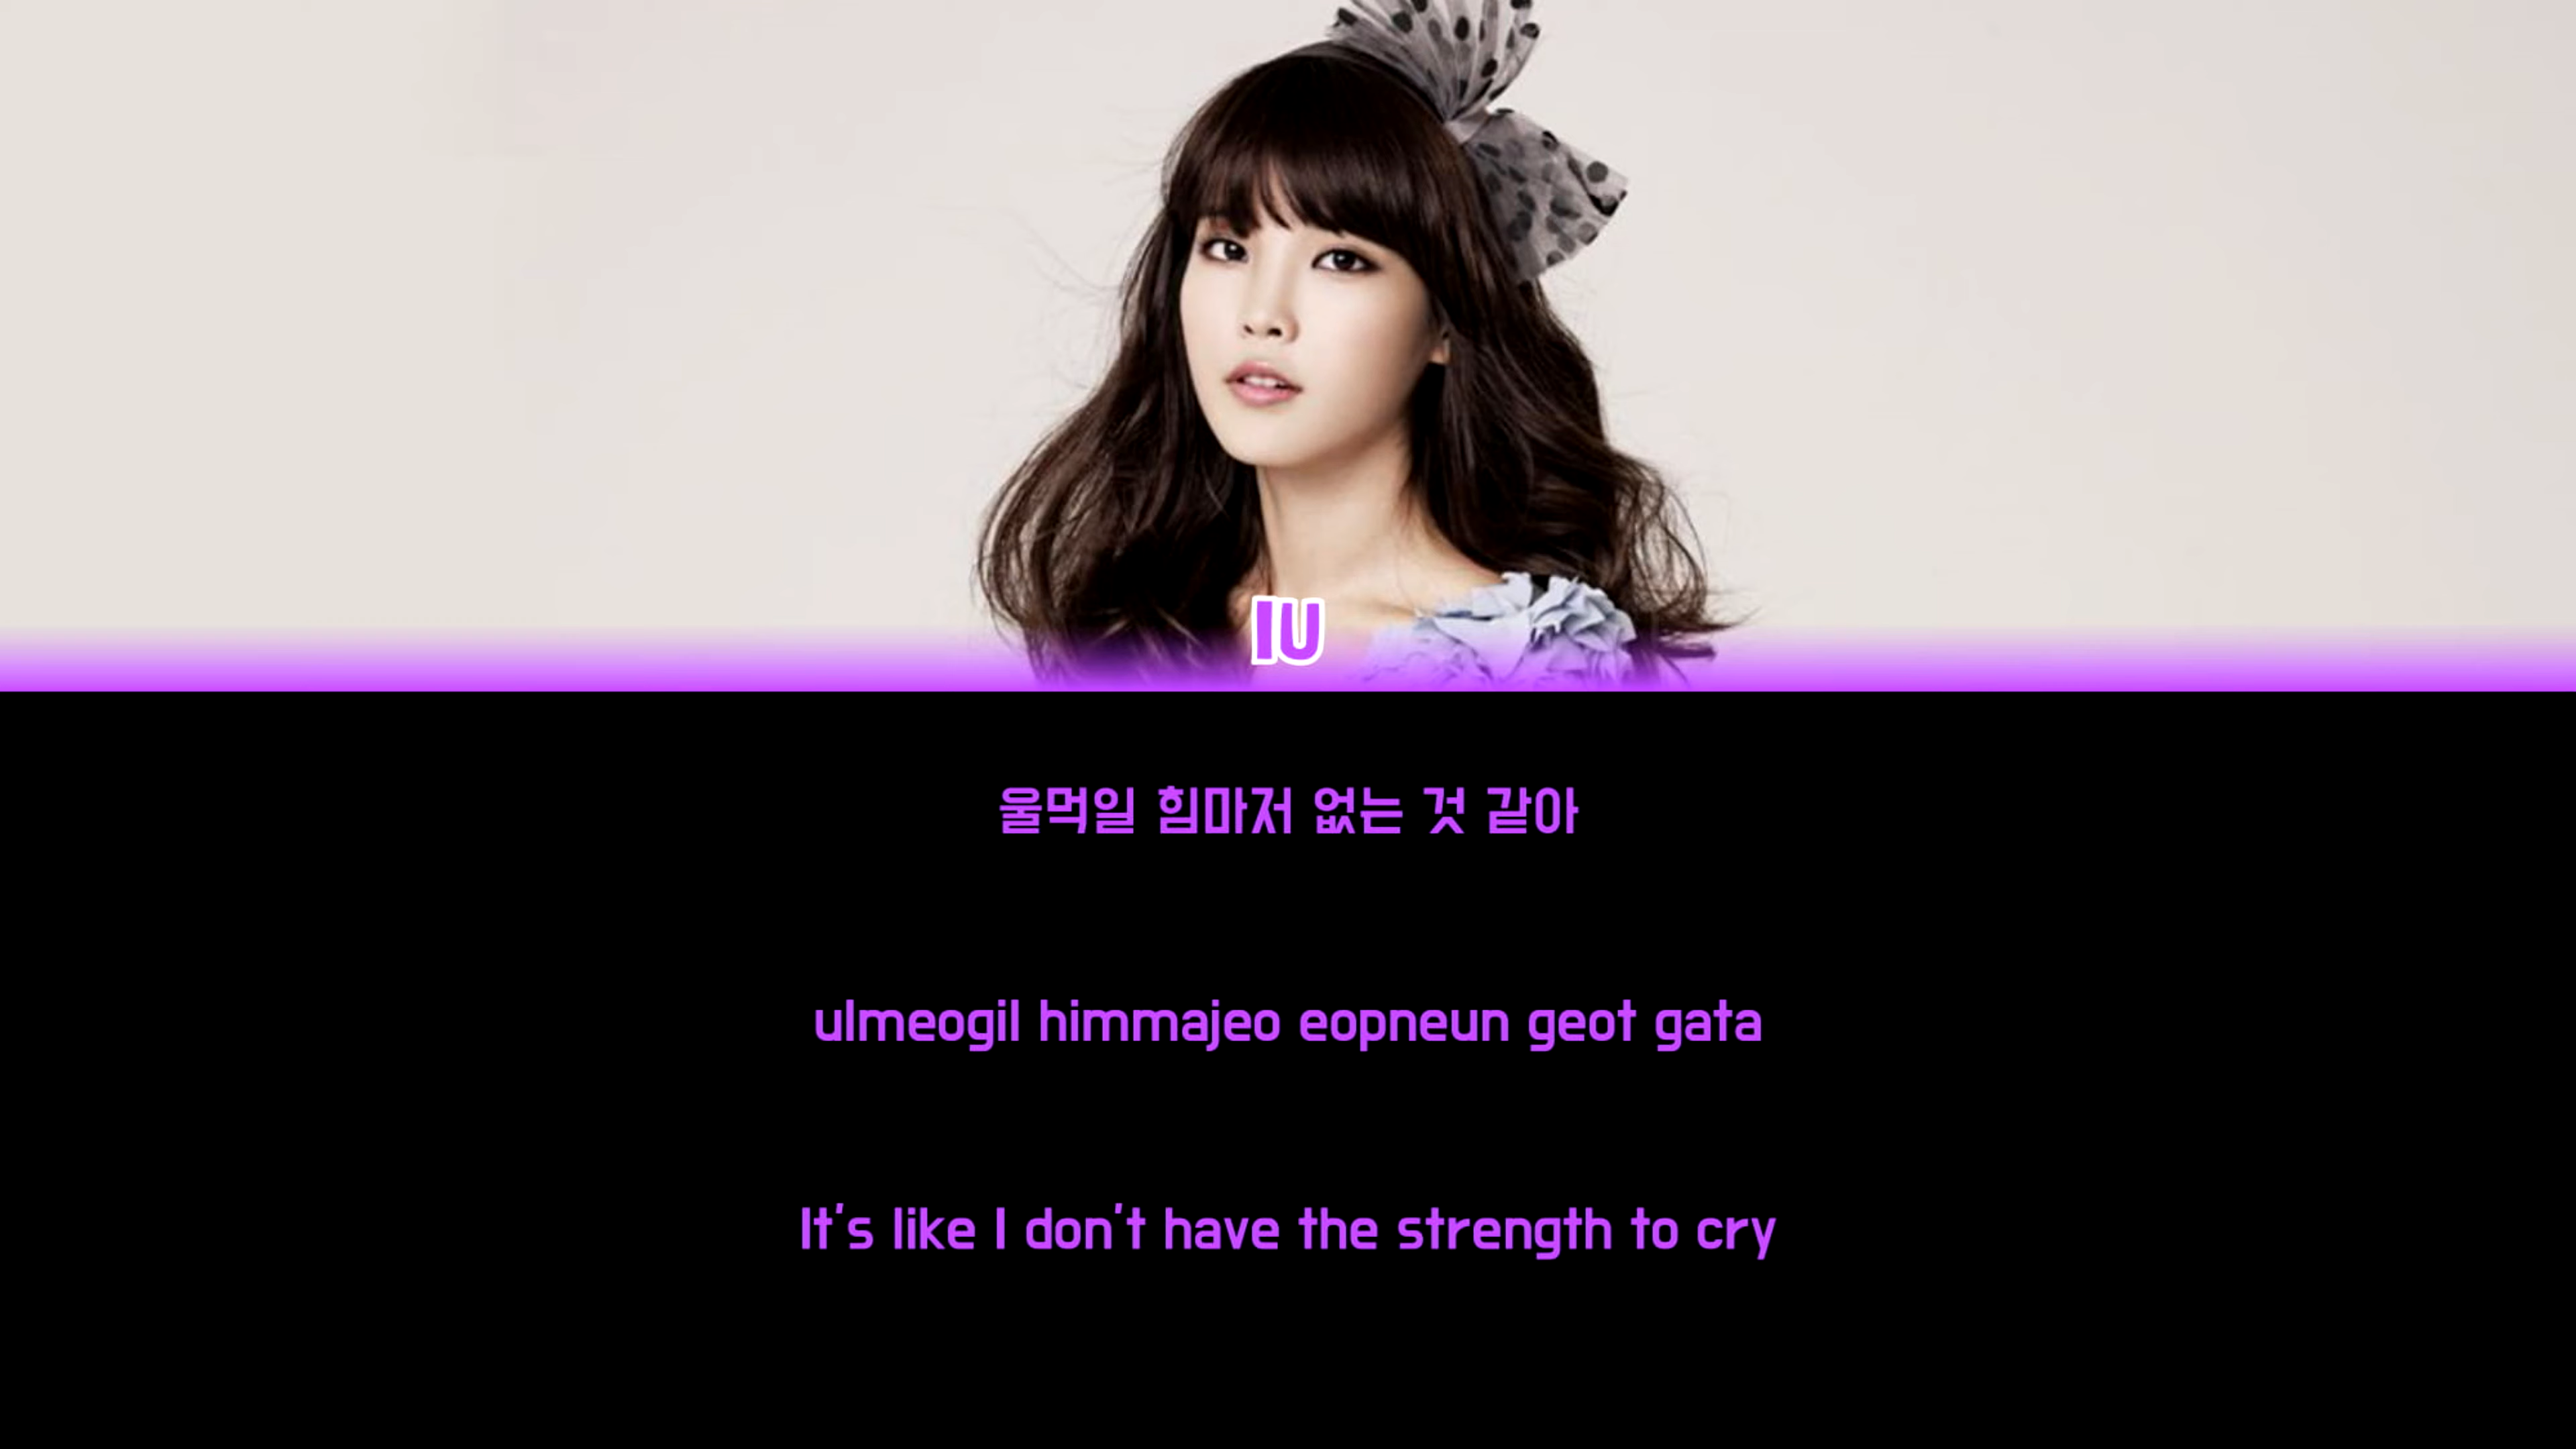 IU
울먹일 힘마저 없는 것 같아
ulmeogil himmajeo eopneun geot gata
It's like I don't have the strength to cry